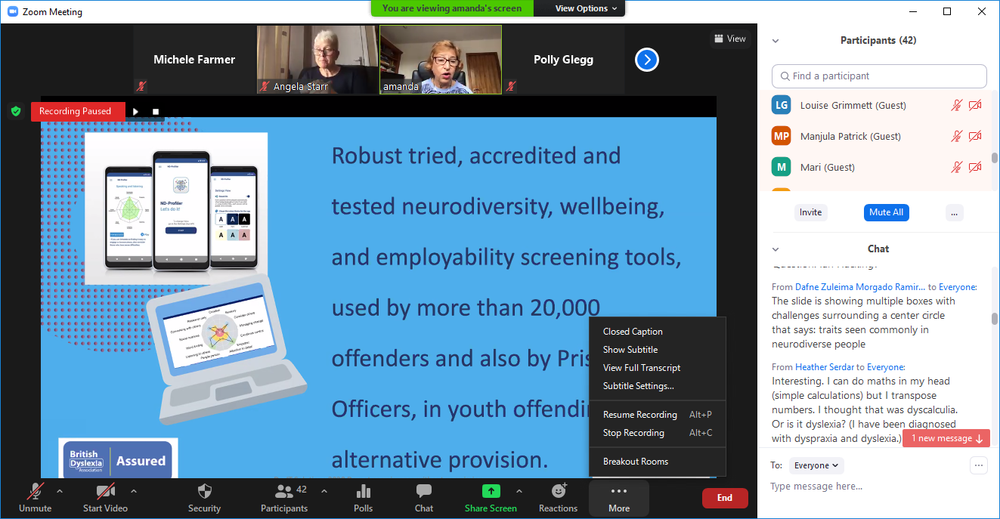 Zoom Meeting
You are viewing amanda's screen
View Options
View
Michele Farmer
Angela Starr
amanda
Polly Glegg
Recording Paused
Robust tried, accredited and
tested neurodiversity, wellbeing,
and employability screening tools,
used by more than 20,000
offenders and also by Pris
Officers, in youth offendi
alternative provision.
ND-Profiler
Let's do it!
Speaking and listening
Settings View
British
Dyslexia
Association
Assured
Closed Caption
Show Subtitle
View Full Transcript
Subtitle Settings...
Resume Recording Alt+P
Stop Recording Alt+C
Breakout Rooms
Unmute
Start Video
Security
Participants 42
Polls
Chat
Share Screen
Reactions
More
End
Participants (42)
Find a participant
LG Louise Grimmett (Guest)
MP Manjula Patrick (Guest)
M Mari (Guest)
Invite
Mute All
...
Chat
From Dafne Zuleima Morgado Ramir... to Everyone:
The slide is showing multiple boxes with
challenges surrounding a center circle
that says: traits seen commonly in
neurodiverse people
From Heather Serdar to Everyone:
Interesting. I can do maths in my head
(simple calculations) but I transpose
numbers. I thought that was dyscalculia.
Or is it dyslexia? (I have been diagnosed
with dyspraxia and dyslexia.)
1 new message
To: Everyone
Type message here...